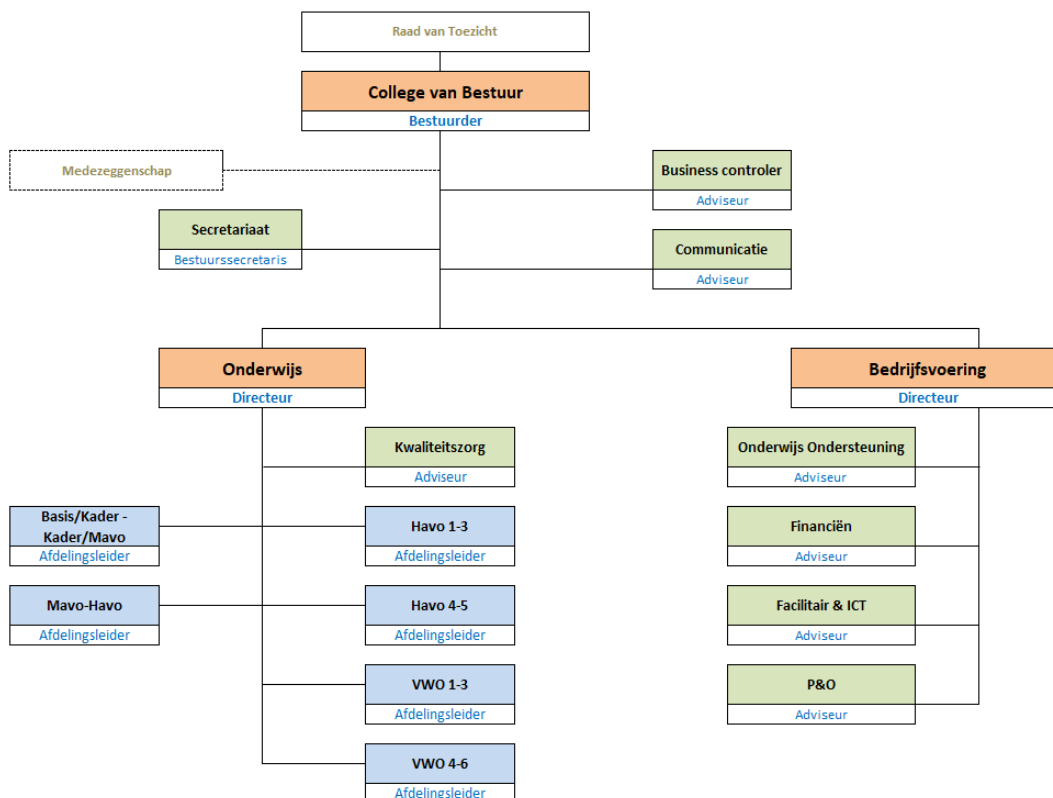 Raad van Toezicht
College van Bestuur
Bestuurder
Medezeggenschap
Business controler
Adviseur
Secretariaat
Bestuurssecretaris
Communicatie
Adviseur
Onderwijs
Directeur
Bedrijfsvoering
Directeur
Kwaliteitszorg
Adviseur
Onderwijs Ondersteuning
Adviseur
Basis/Kader -
Kader/Mavo
Afdelingsleider
Havo 1-3
Afdelingsleider
Financiën
Adviseur
Mavo-Havo
Afdelingsleider
Havo 4-5
Afdelingsleider
Facilitair & ICT
Adviseur
VWO 1-3
Afdelingsleider
P&O
Adviseur
VWO 4-6
Afdelingsleider